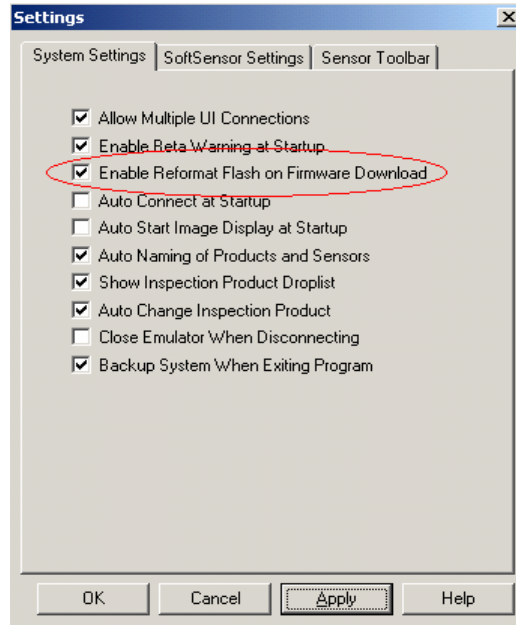 Settings
System Settings
SoftSensor Settings
Sensor Toolbar
Allow Multiple UI Connections
Enable Beta Warning at Startup
Enable Reformat Flash on Firmware Download
Auto Connect at Startup
Auto Start Image Display at Startup
Auto Naming of Products and Sensors
Show Inspection Product Droplist
Auto Change Inspection Product
Close Emulator When Disconnecting
Backup System When Exiting Program
OK
Cancel
Apply
Help